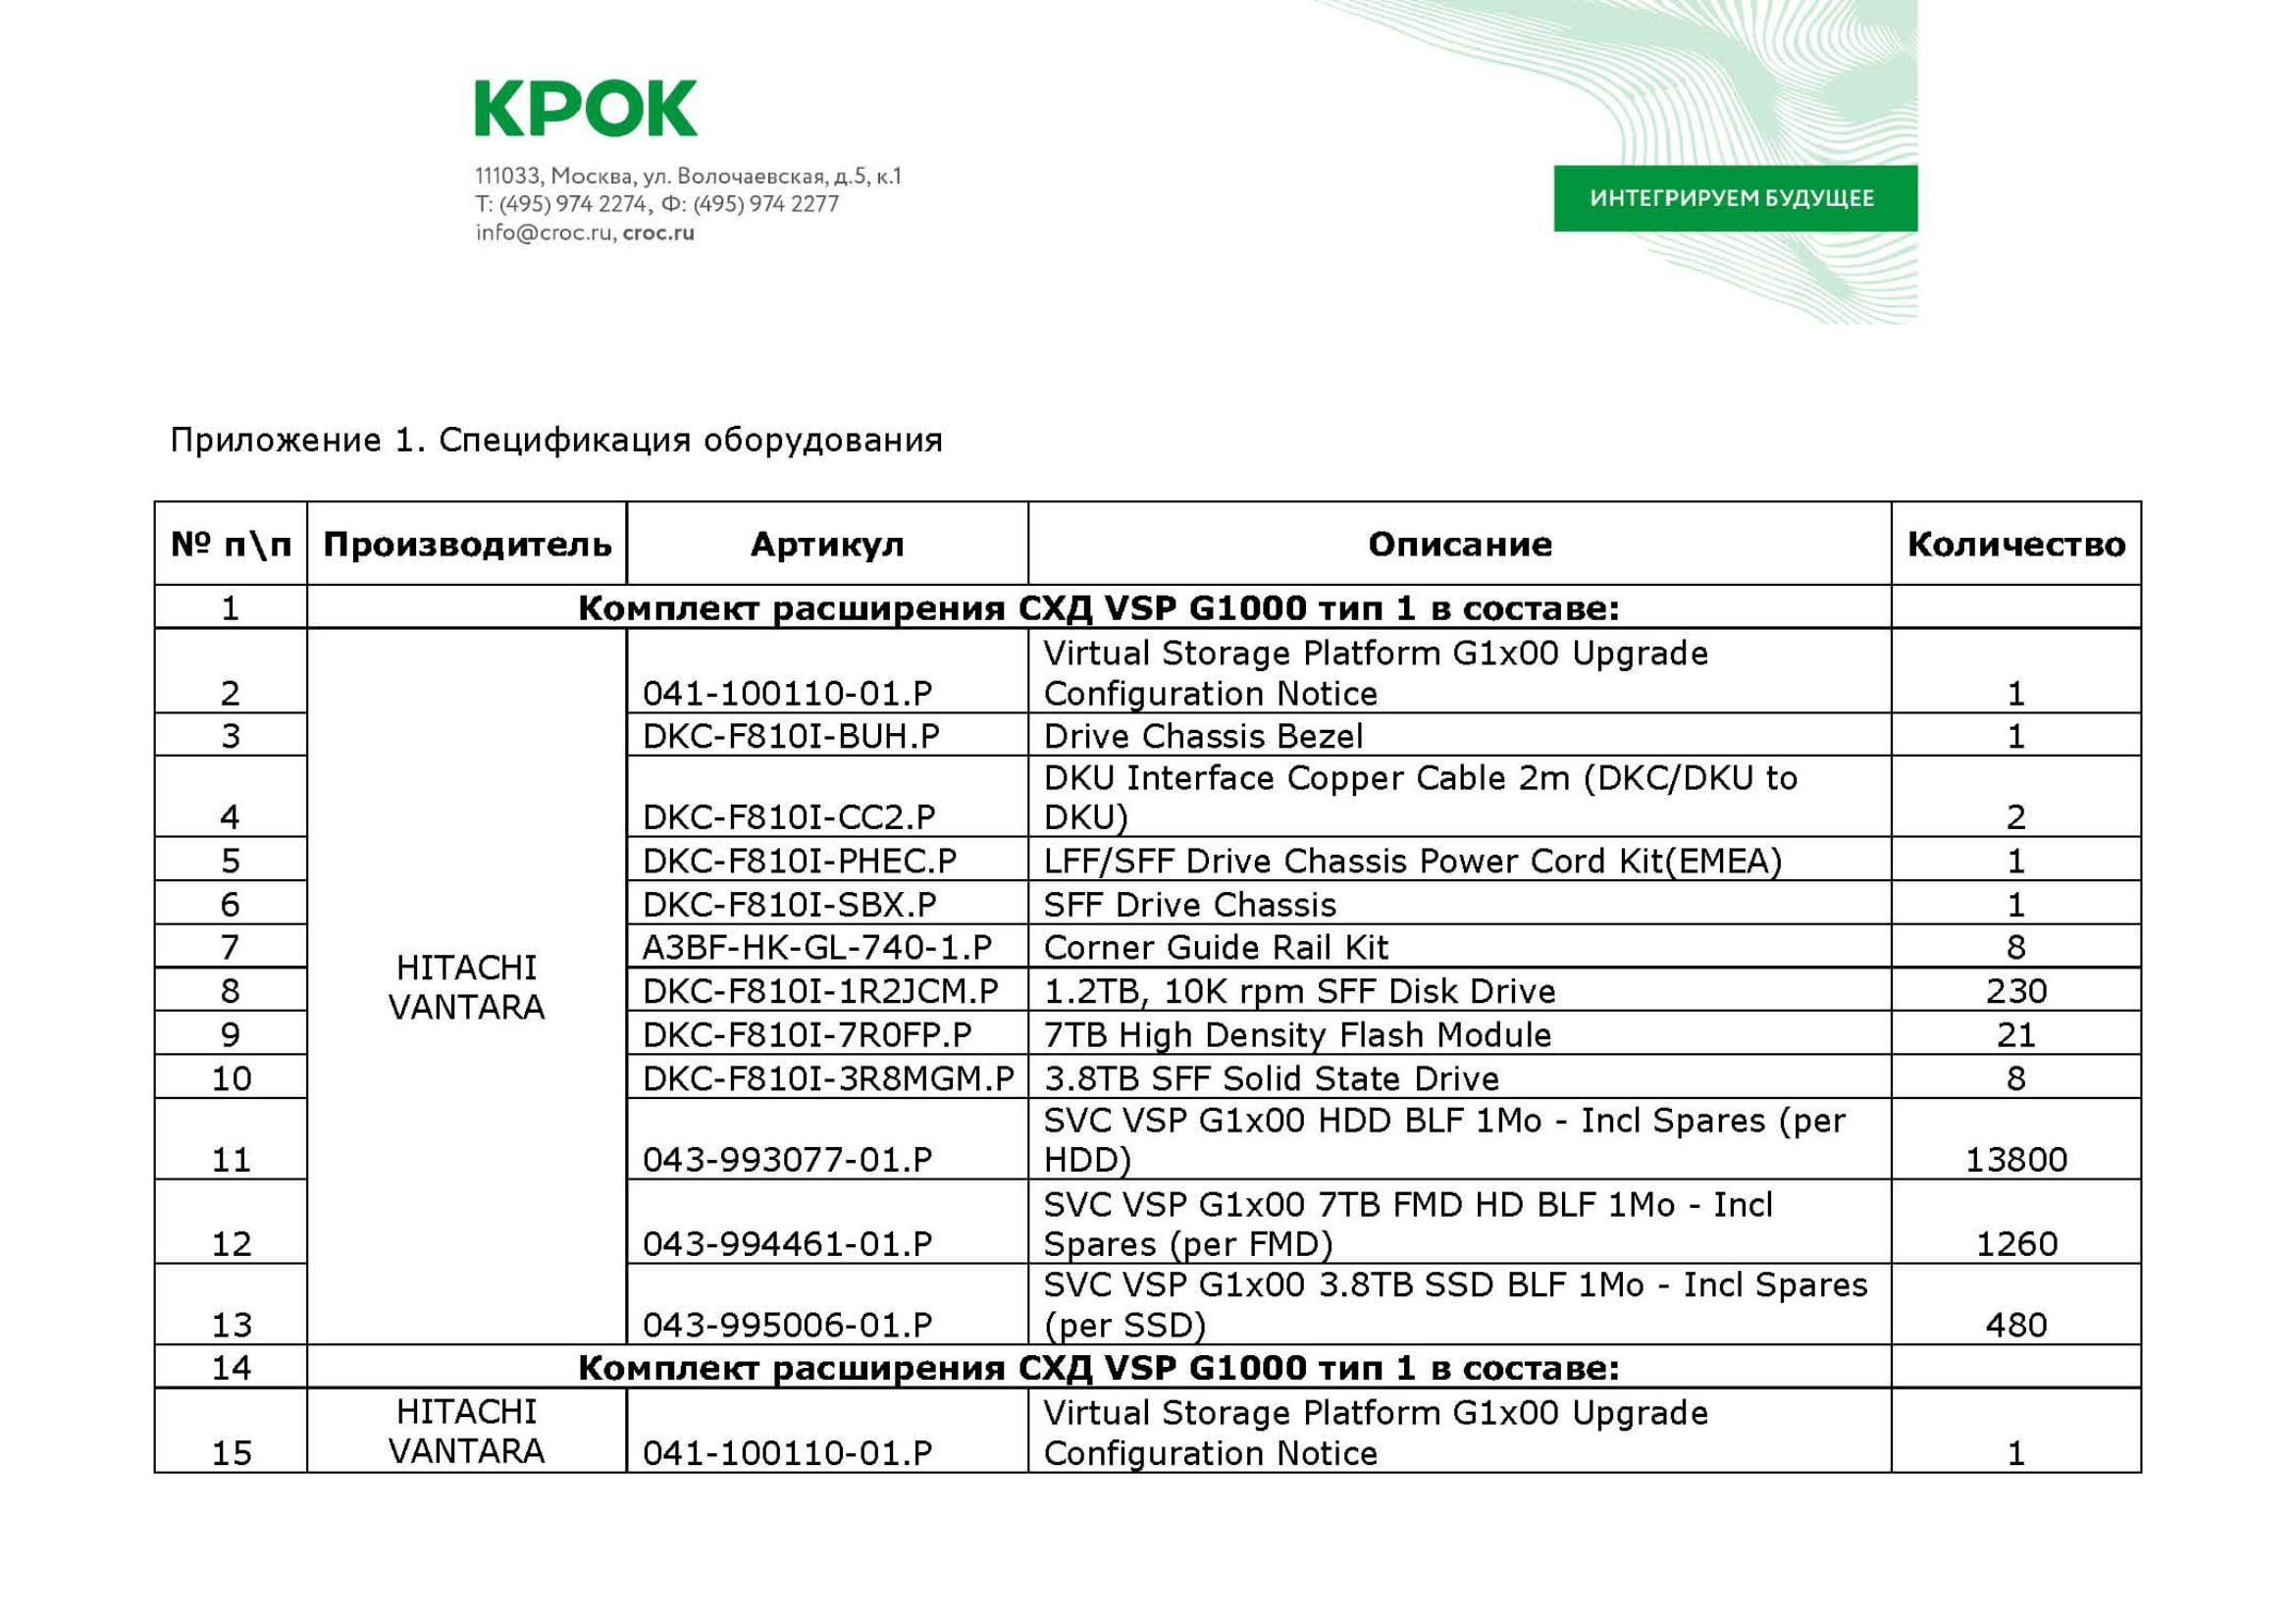 КРОК
111033, Москва, ул. Волочаевская, д.5, к.1
Т: (495) 974 2274, Ф: (495) 974 2277
info@croc.ru, croc.ru
ИНТЕГРИРУЕМ БУДУЩЕЕ
Приложение 1. Спецификация оборудования
№ п\п Производитель Артикул Описание Количество
1 Комплект расширения СХД VSP G1000 тип 1 в составе:
HITACHI
VANTARA
Virtual Storage Platform G1x00 Upgrade
2 041-100110-01.P Configuration Notice 1
3 DKC-F810I-BUH.P Drive Chassis Bezel 1
DKU Interface Copper Cable 2m (DKC/DKU to
4 DKC-F810I-CC2.P DKU) 2
5 DKC-F810I-PHEC.P LFF/SFF Drive Chassis Power Cord Kit(EMEA) 1
6 DKC-F810I-SBX.P SFF Drive Chassis 1
7 A3BF-HK-GL-740-1.P Corner Guide Rail Kit 8
8 DKC-F810I-1R2JCM.P 1.2TB, 10K rpm SFF Disk Drive 230
9 DKC-F810I-7R0FP.P 7TB High Density Flash Module 21
10 DKC-F810I-3R8MGM.P 3.8TB SFF Solid State Drive 8
SVC VSP G1x00 HDD BLF 1Mo - Incl Spares (per
11 043-993077-01.P HDD) 13800
SVC VSP G1x00 7TB FMD HD BLF 1Mo - Incl
12 043-994461-01.P Spares (per FMD) 1260
SVC VSP G1x00 3.8TB SSD BLF 1Mo - Incl Spares
13 043-995006-01.P (per SSD) 480
14 Комплект расширения СХД VSP G1000 тип 1 в составе:
HITACHI Virtual Storage Platform G1x00 Upgrade
15 VANTARA 041-100110-01.P Configuration Notice 1